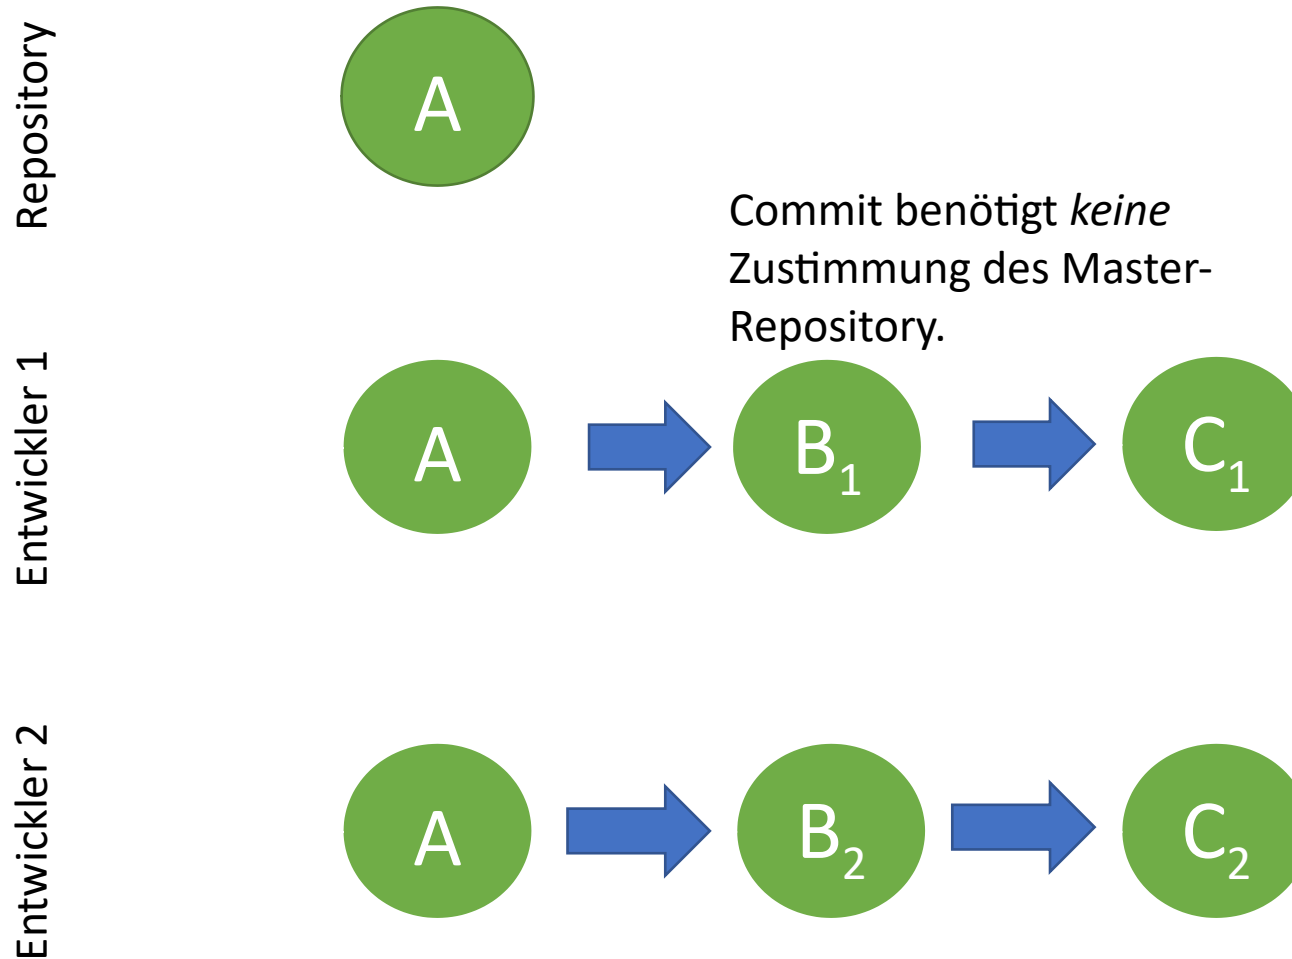 Repository
A
Commit benötigt keine
Zustimmung des Master-
Repository.
Entwickler 1
A
B₁
C₁
Entwickler 2
A
B₂
C₂